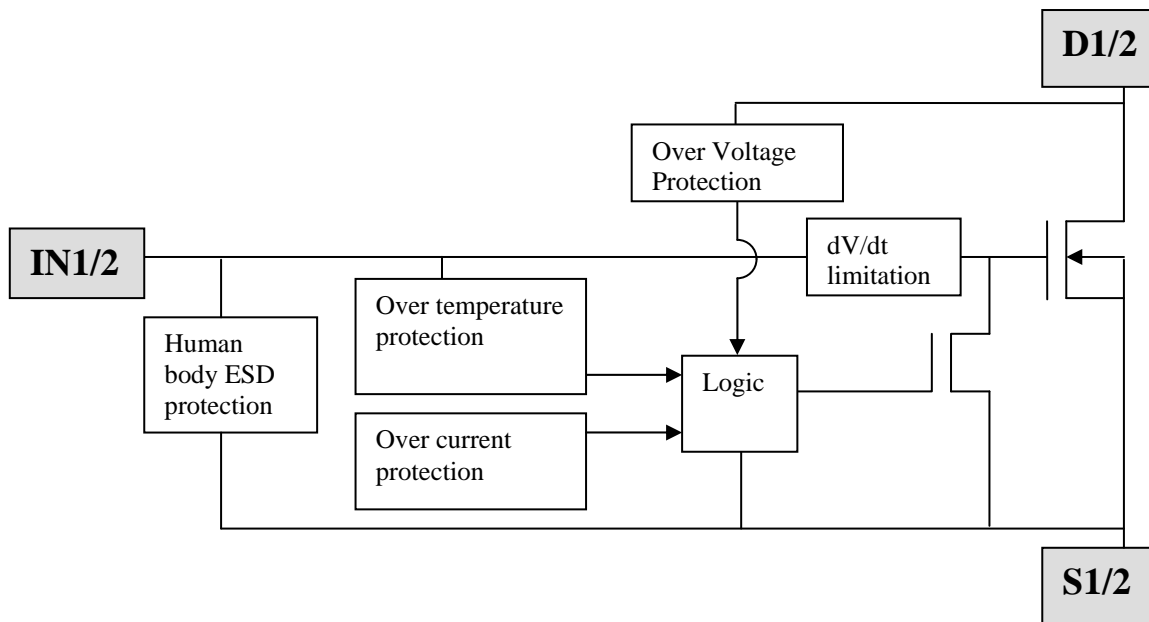 D1/2
Over Voltage
Protection
IN1/2
dV/dt
limitation
Over temperature
protection
Human
body ESD
protection
Logic
Over current
protection
S1/2